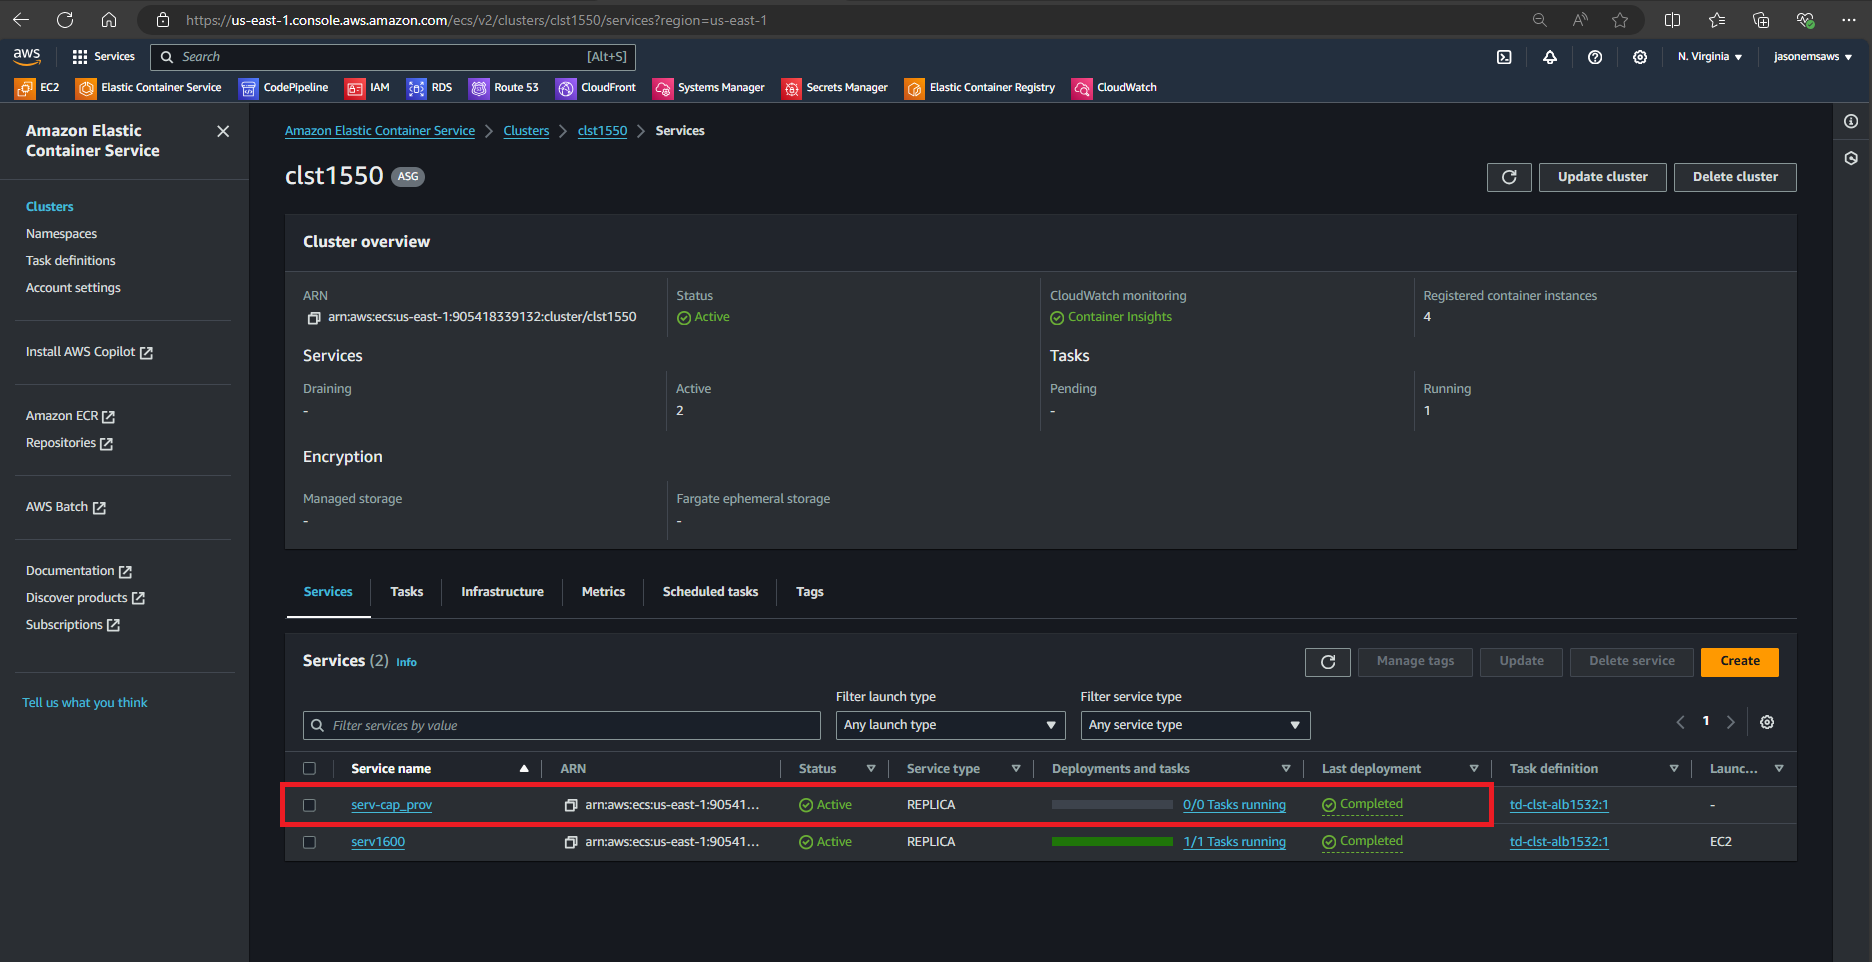 https://us-east-1.console.aws.amazon.com/ecs/v2/clusters/clst1550/services?region=us-east-1
aws
Services
Search
[Alt+S]
N. Virginia
jasonemsaws
EC2
Elastic Container Service
CodePipeline
IAM
RDS
Route 53
CloudFront
Systems Manager
Secrets Manager
Elastic Container Registry
CloudWatch
Amazon Elastic
Container Service
Clusters
Namespaces
Task definitions
Account settings
Install AWS Copilot
Amazon ECR
Repositories
AWS Batch
Documentation
Discover products
Subscriptions
Tell us what you think
Amazon Elastic Container Service
Clusters
clst1550
Services
clst1550
ASG
Update cluster
Delete cluster
Cluster overview
ARN
arn:aws:ecs:us-east-1:905418339132:cluster/clst1550
Status
Active
CloudWatch monitoring
Container Insights
Registered container instances
4
Services
Tasks
Draining
-
Active
2
Pending
-
Running
1
Encryption
Managed storage
-
Fargate ephemeral storage
-
Services
Tasks
Infrastructure
Metrics
Scheduled tasks
Tags
Services (2) Info
Manage tags
Update
Delete service
Create
Filter launch type
Filter service type
Filter services by value
Any launch type
Any service type
1
Service name
ARN
Status
Service type
Deployments and tasks
Last deployment
Task definition
Launc...
serv-cap_prov
arn:aws:ecs:us-east-1:90541...
Active
REPLICA
0/0 Tasks running
Completed
td-clst-alb1532:1
-
serv1600
arn:aws:ecs:us-east-1:90541...
Active
REPLICA
1/1 Tasks running
Completed
td-clst-alb1532:1
EC2